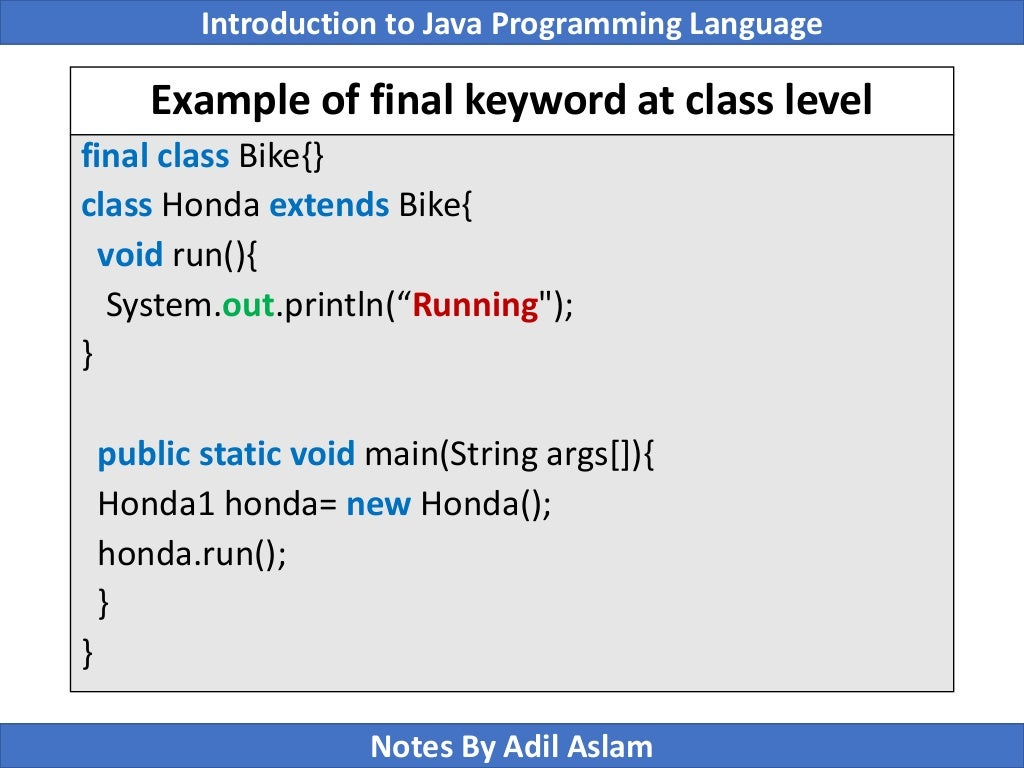 Introduction to Java Programming Language
Example of final keyword at class level
final class Bike{}
class Honda extends Bike{
void run(){
System.out.println(“Running");
}
public static void main(String args[]){
Honda1 honda= new Honda();
honda.run();
}
}
Notes By Adil Aslam